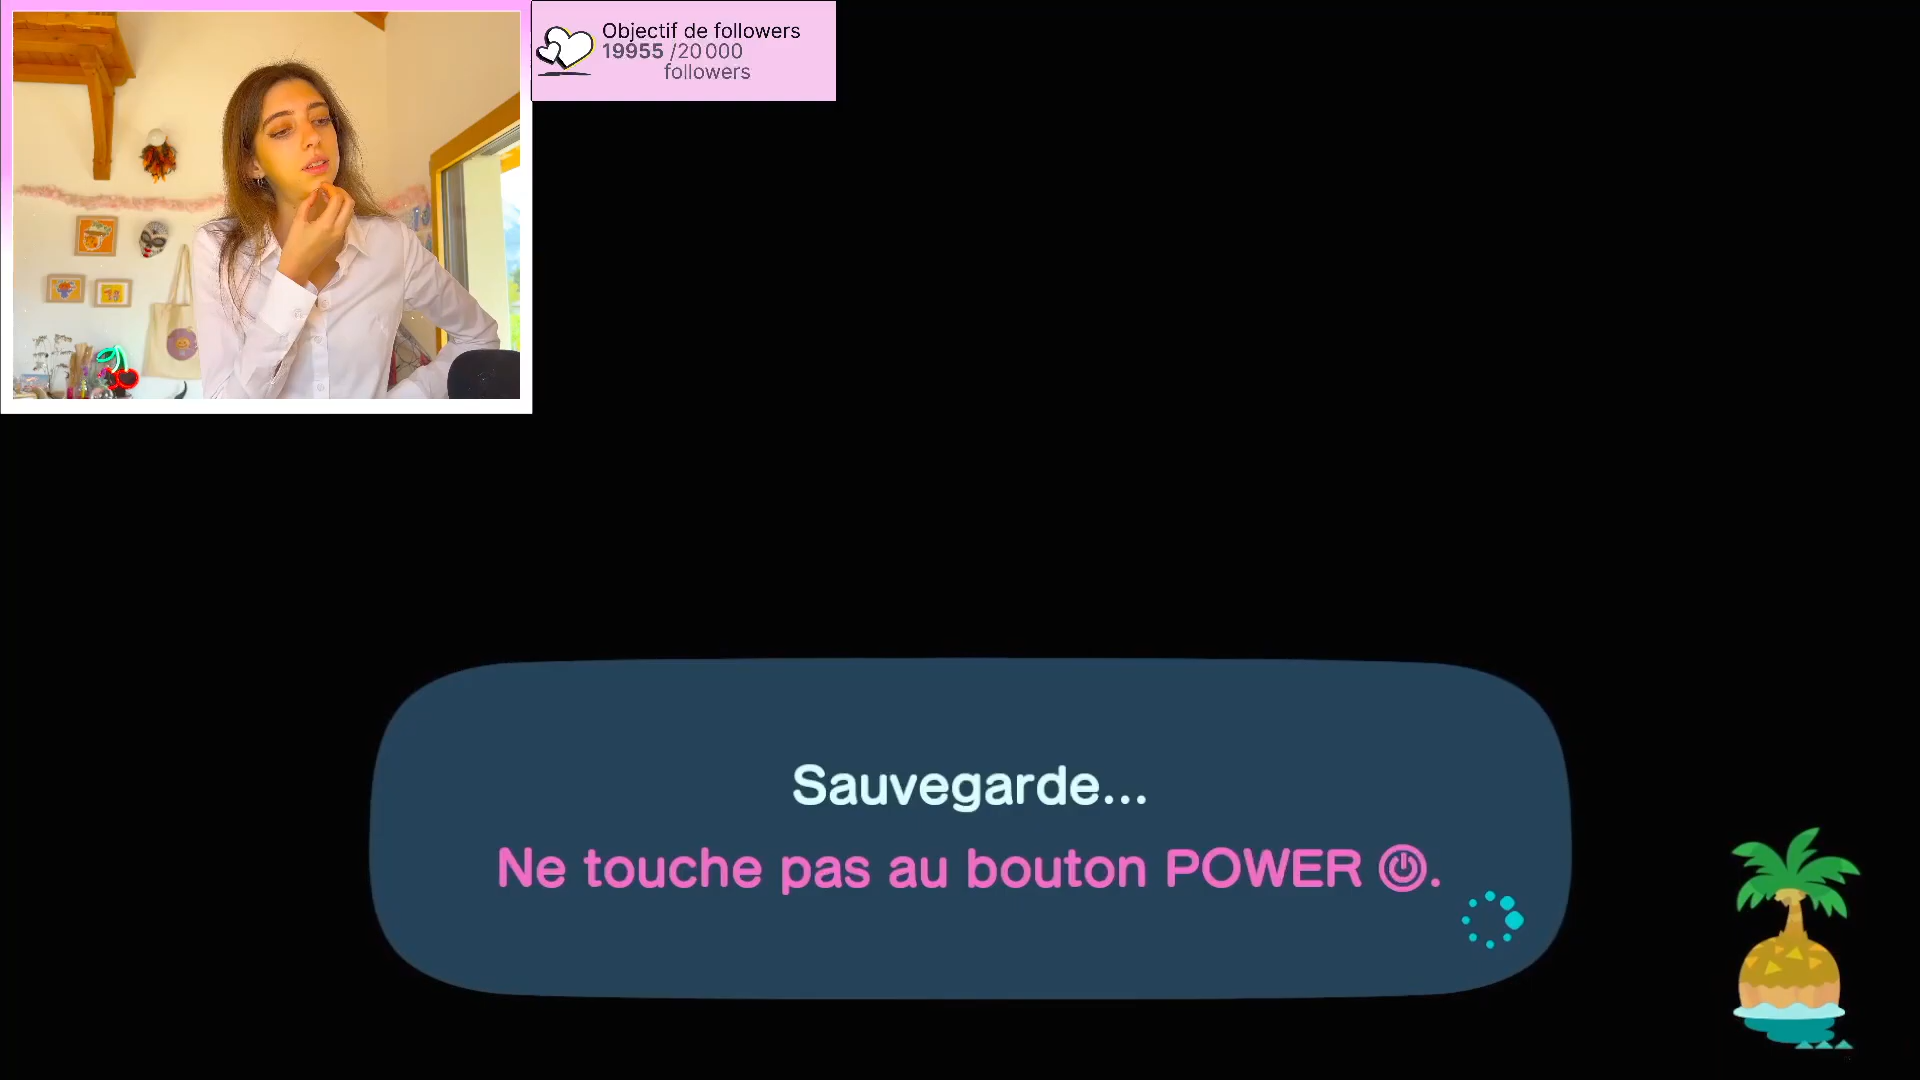 Objectif de followers
19955 /20 000
followers
Sauvegarde...
Ne touche pas au bouton POWER.